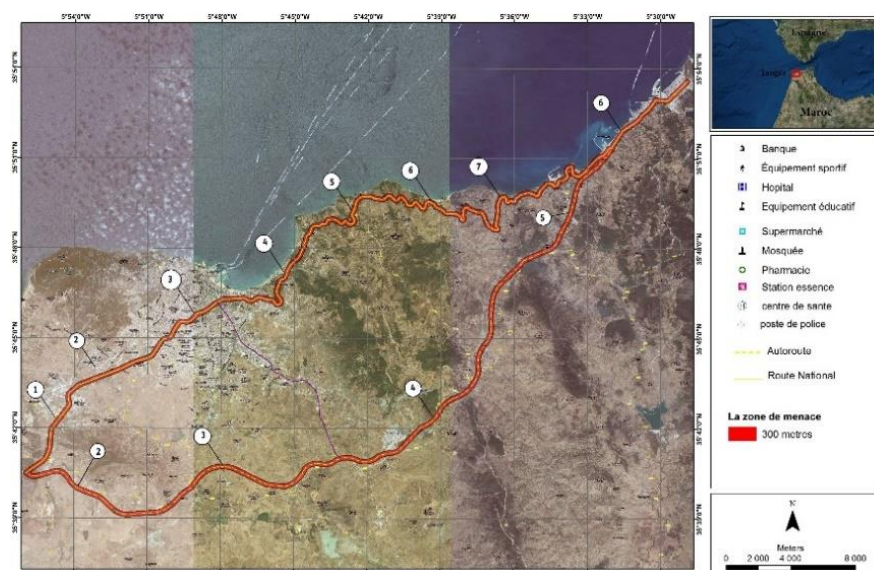 5°54'0"W
5°51'0"W
5°48'0"W
5°45'0"W
5°42'0"W
5°39'0"W
5°36'0"W
5°33'0"W
5°30'0"W
6
7
6
5
5
4
3
2
1
4
3
2
Espagne
Tanger
Maroc
Banque
Équipement sportif
Hopital
Equipement éducatif
Supermarché
Mosquée
Pharmacie
Station essence
centre de sante
poste de police
Autoroute
Route National
La zone de menace
300 metres
N
Meters
0 2 000 4 000 8 000